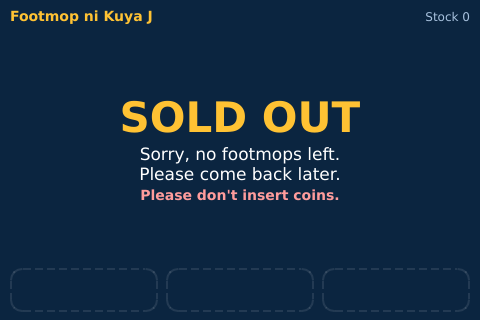 Footmop ni Kuya J
Stock 0
SOLD OUT
Sorry, no footmops left.
Please come back later.
Please don't insert coins.